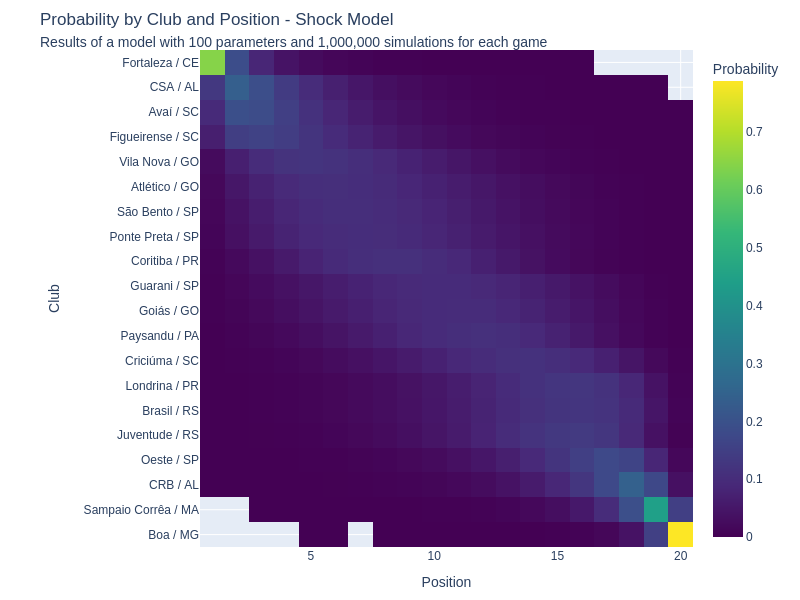 Probability by Club and Position - Shock Model
Results of a model with 100 parameters and 1,000,000 simulations for each game
Probability
Club
Fortaleza / CE
CSA / AL
Avaí / SC
Figueirense / SC
Vila Nova / GO
Atlético / GO
São Bento / SP
Ponte Preta / SP
Coritiba / PR
Guarani / SP
Goiás / GO
Paysandu / PA
Criciúma / SC
Londrina / PR
Brasil / RS
Juventude / RS
Oeste / SP
CRB / AL
Sampaio Corrêa / MA
Boa / MG
0.7
0.6
0.5
0.4
0.3
0.2
0.1
0
5 10 15 20
Position